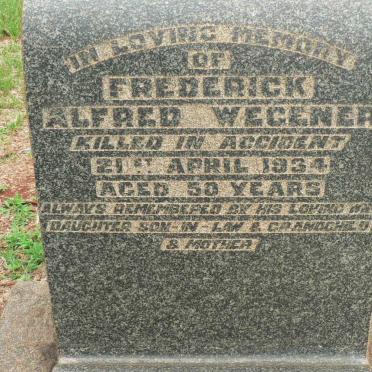 IN LOVING MEMORY
OF
FREDERICK
ALFRED WEGENER
KILLED IN ACCIDENT
21ST APRIL 1934
AGED 50 YEARS
ALWAYS REMEMBERED BY HIS LOVING
DAUGHTER SON-IN-LAW & GRANDCHILD
& MOTHER